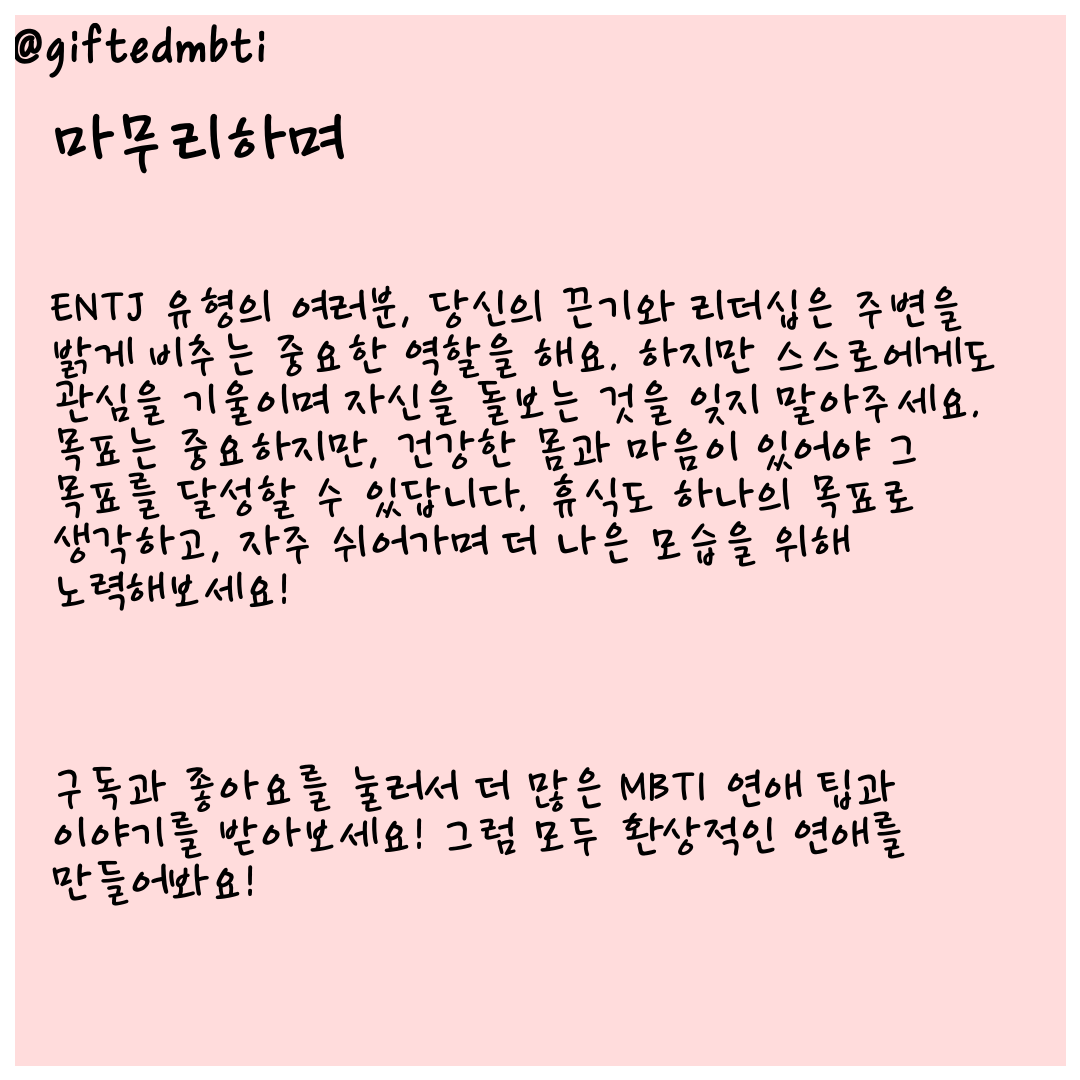 @giftedmbti
마무리하며
ENTJ 유형의 여러분, 당신의 끈기와 리더십은 주변을
밝게 비추는 중요한 역할을 해요. 하지만 스스로에게도
관심을 기울이며 자신을 돌보는 것을 잊지 말아주세요.
목표는 중요하지만, 건강한 몸과 마음이 있어야 그
목표를 달성할 수 있답니다. 휴식도 하나의 목표로
생각하고, 자주 쉬어가며 더 나은 모습을 위해
노력해보세요!
구독과 좋아요를 눌러서 더 많은 MBTI 연애 팁과
이야기를 받아보세요! 그럼 모두 환상적인 연애를
만들어봐요!